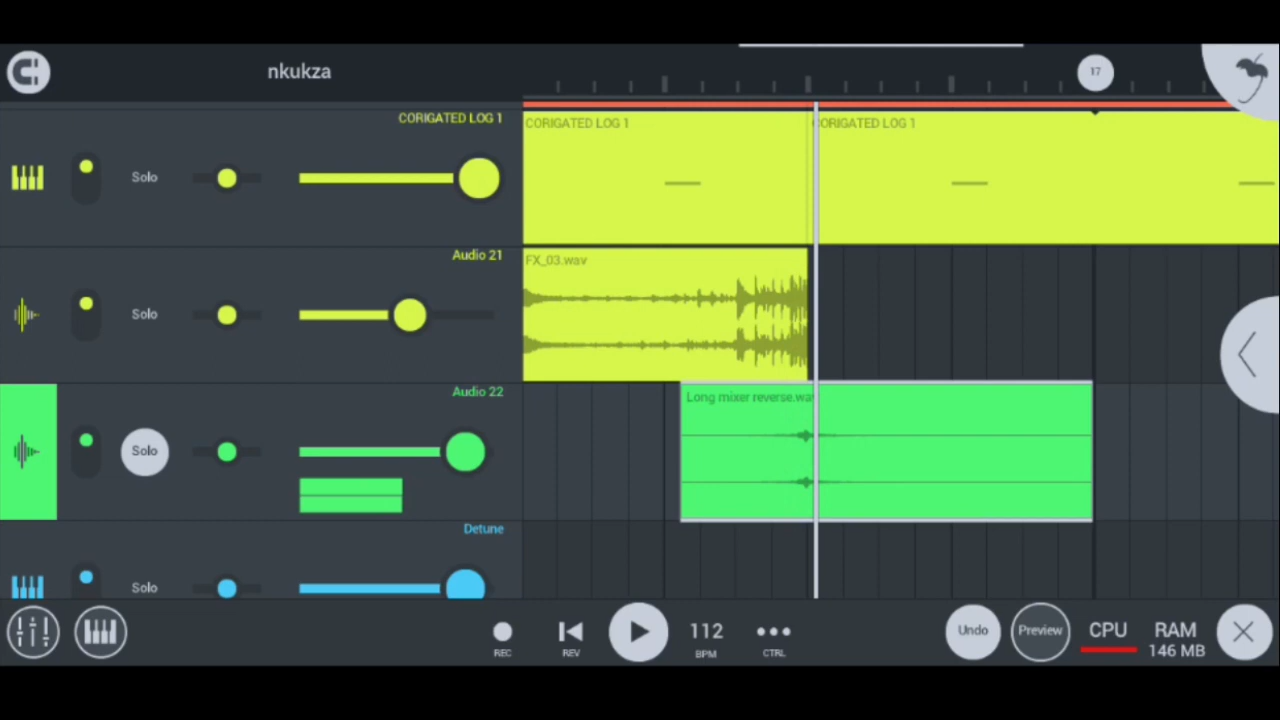 nkukza
17
CORIGATED LOG 1
CORIGATED LOG 1
CORIGATED LOG 1
Solo
Audio 21
FX_03.wav
Solo
Audio 22
Long mixer reverse.wav
Solo
Detune
Solo
REC
REV
112
BPM
CTRL
Undo
Preview
CPU
RAM
146 MB